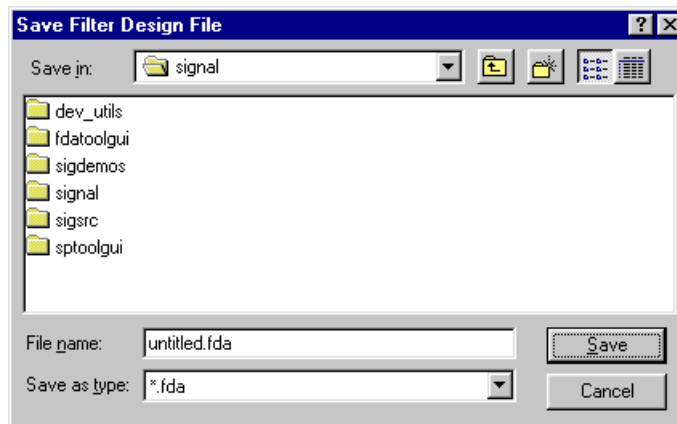 Save Filter Design File
Save in: signal
dev_utils
fdatoolgui
sigdemos
signal
sigsrc
sptoolgui
File name: untitled.fda Save
Save as type: *.fda Cancel